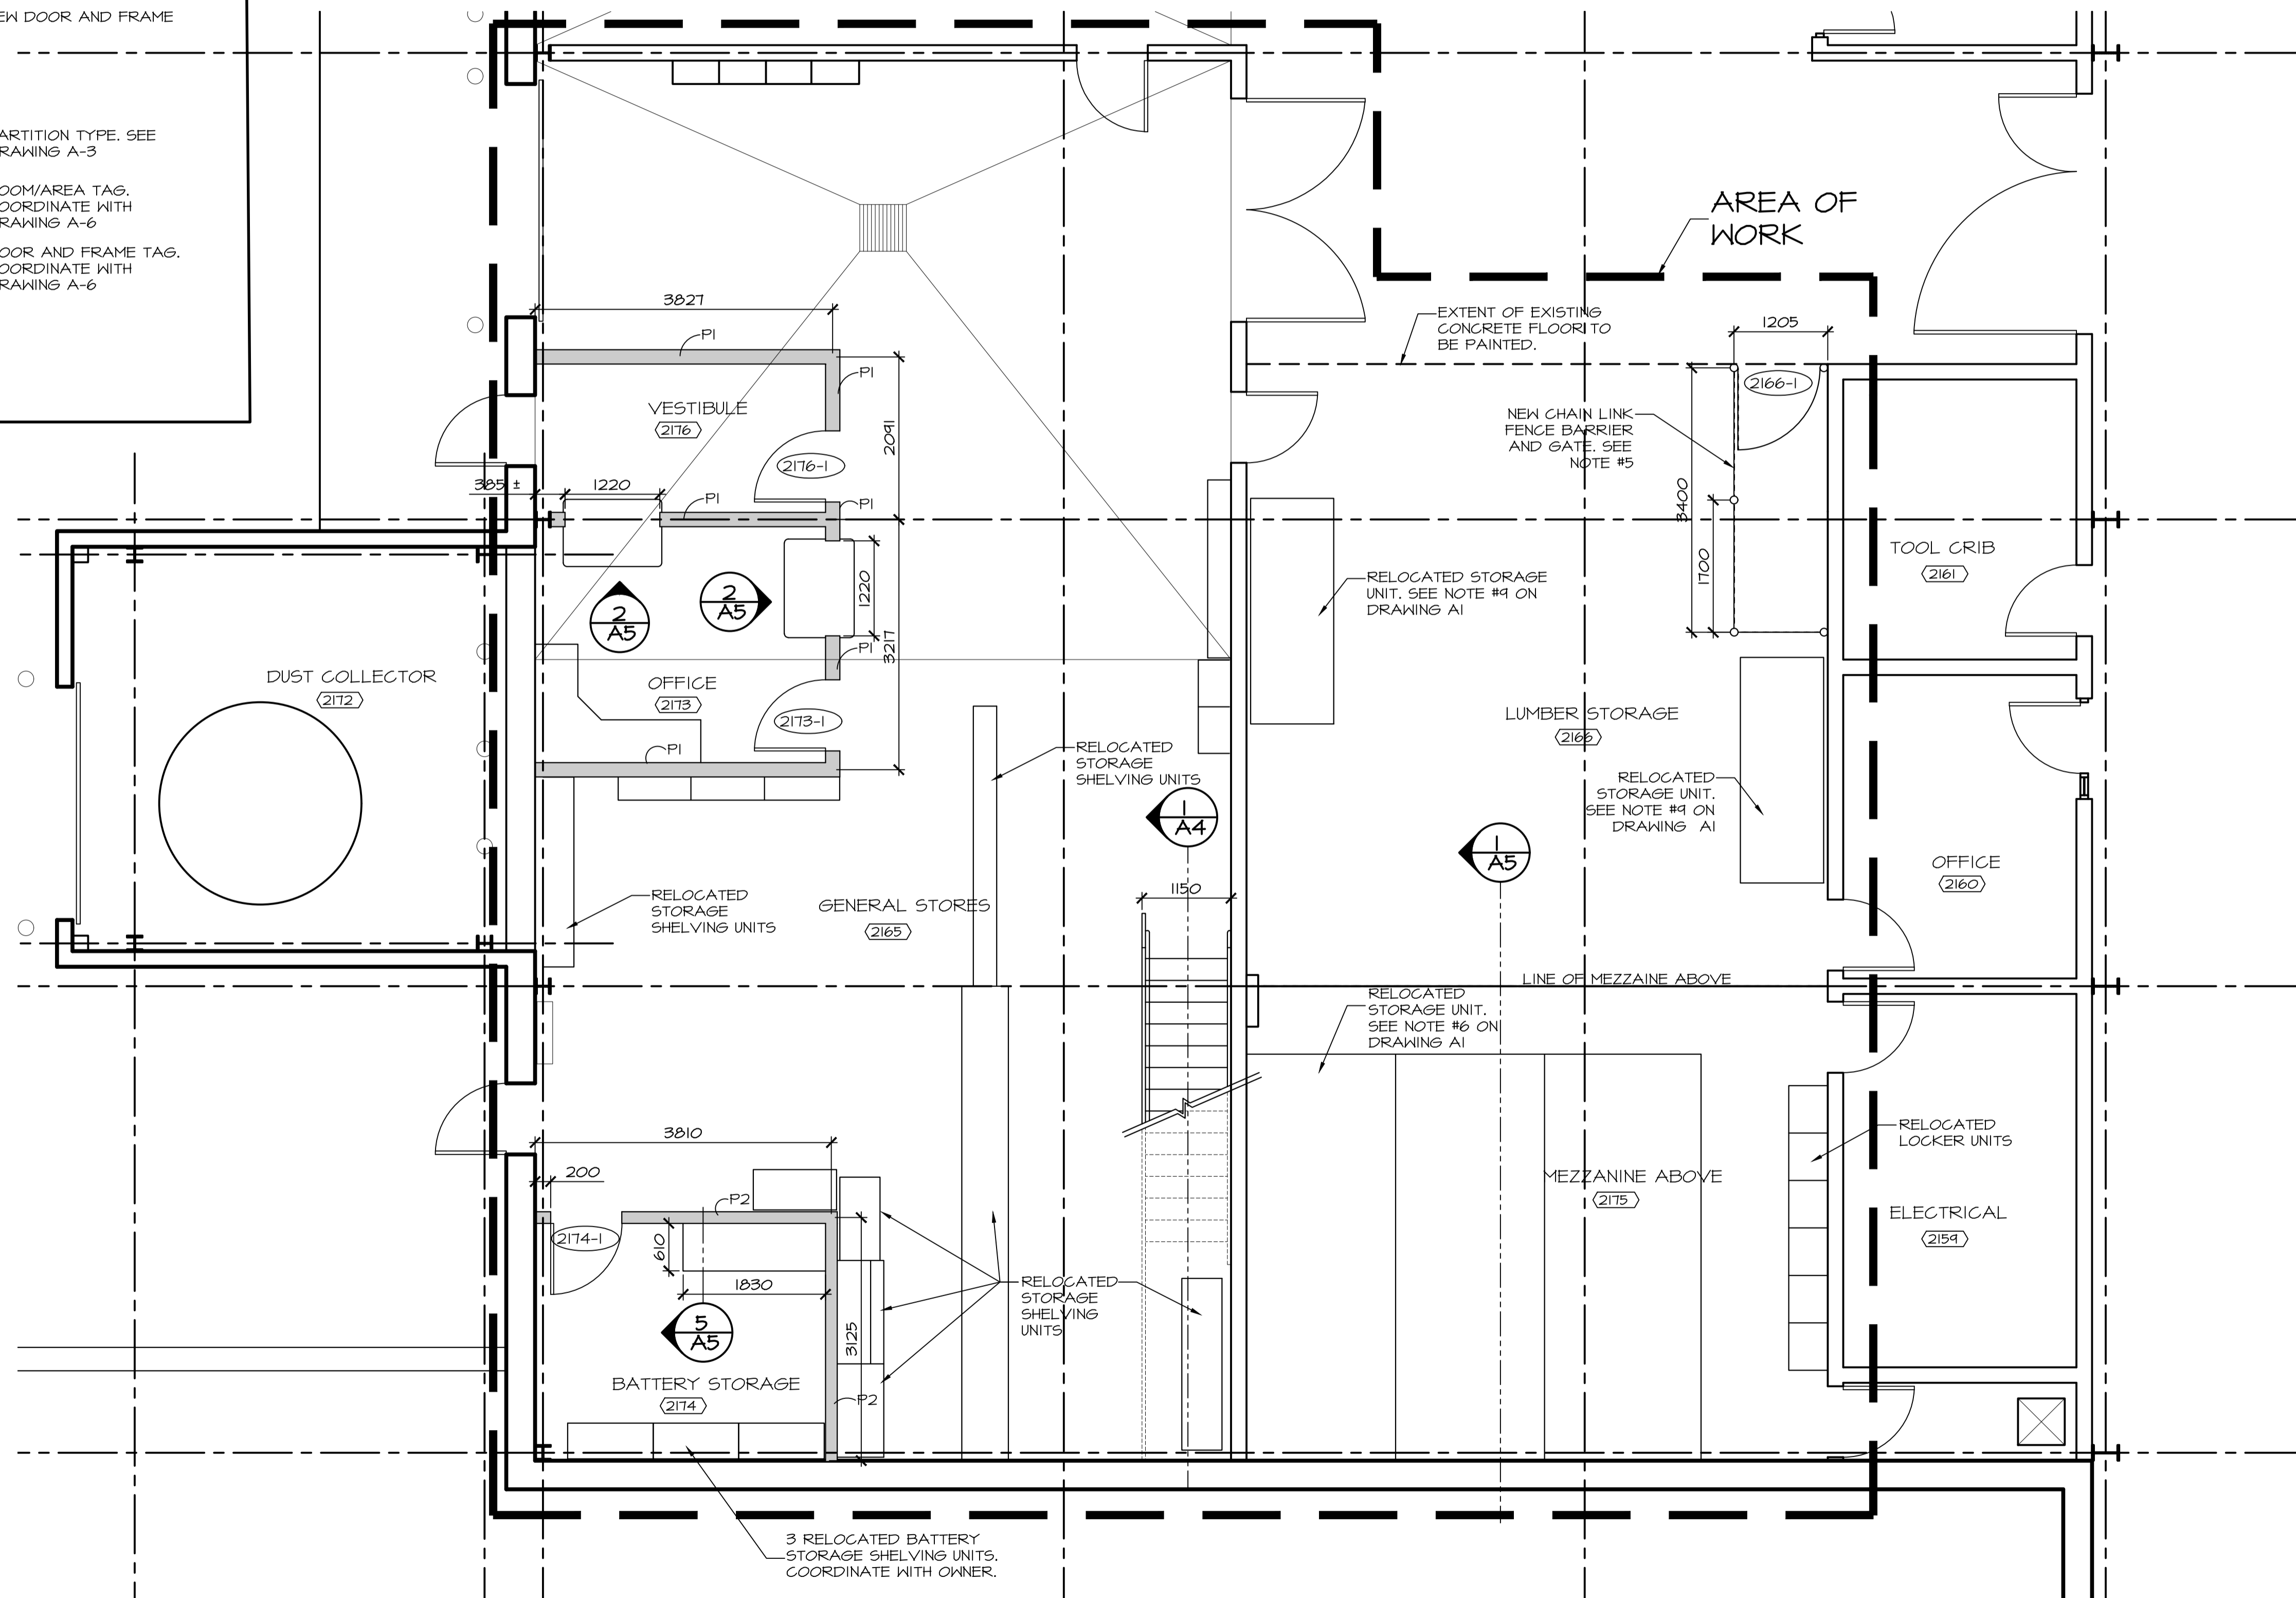 EW DOOR AND FRAME
ARTITION TYPE. SEE
RAWING A-3
OOM/AREA TAG.
OORDINATE WITH
RAWING A-6
OOR AND FRAME TAG.
OORDINATE WITH
RAWING A-6
AREA OF
WORK
3827
P1
P1
VESTIBULE
2176
2091
2176-1
385 ±
1220
P1
P1
EXTENT OF EXISTING
CONCRETE FLOOR TO
BE PAINTED.
1205
2166-1
NEW CHAIN LINK
FENCE BARRIER
AND GATE. SEE
NOTE #5
3400
1700
TOOL CRIB
2161
2
A5
2
A5
1220
P1
3217
RELOCATED STORAGE
UNIT. SEE NOTE #9 ON
DRAWING A1
DUST COLLECTOR
2172
OFFICE
2173
2173-1
P1
LUMBER STORAGE
2166
RELOCATED
STORAGE
SHELVING UNITS
RELOCATED
STORAGE UNIT.
SEE NOTE #9 ON
DRAWING A1
1
A4
1
A5
OFFICE
2160
RELOCATED
STORAGE
SHELVING UNITS
GENERAL STORES
2165
1150
LINE OF MEZZAINE ABOVE
RELOCATED
STORAGE UNIT.
SEE NOTE #6 ON
DRAWING A1
3810
200
P2
2174-1
610
1830
5
A5
3125
BATTERY STORAGE
2174
P2
RELOCATED
STORAGE
SHELVING
UNITS
MEZZANINE ABOVE
2175
RELOCATED
LOCKER UNITS
ELECTRICAL
2159
3 RELOCATED BATTERY
STORAGE SHELVING UNITS.
COORDINATE WITH OWNER.